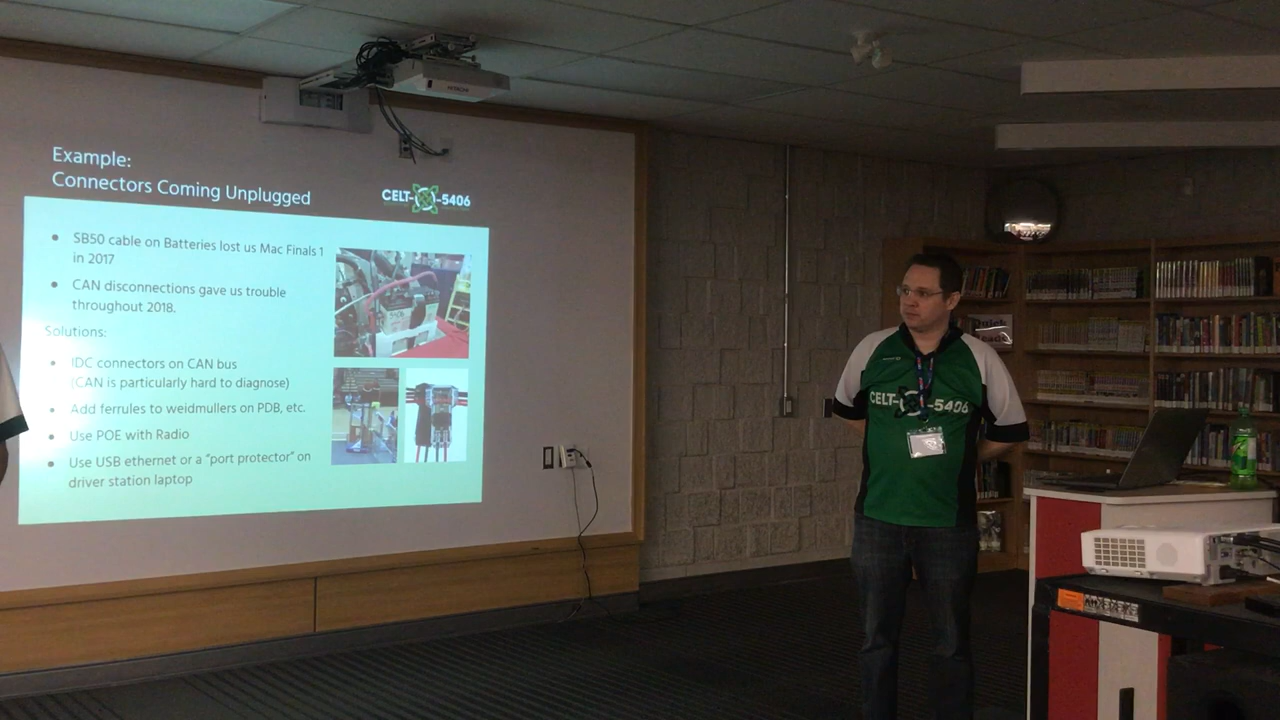 Example:
Connectors Coming Unplugged
CELT-X-5406
SB50 cable on Batteries lost us Mac Finals 1
in 2017
CAN disconnections gave us trouble
throughout 2018.
Solutions:
IDC connectors on CAN bus
(CAN is particularly hard to diagnose)
Add ferrules to weidmullers on PDB, etc.
Use POE with Radio
Use USB ethernet or a "port protector" on
driver station laptop
CELT-X-5406